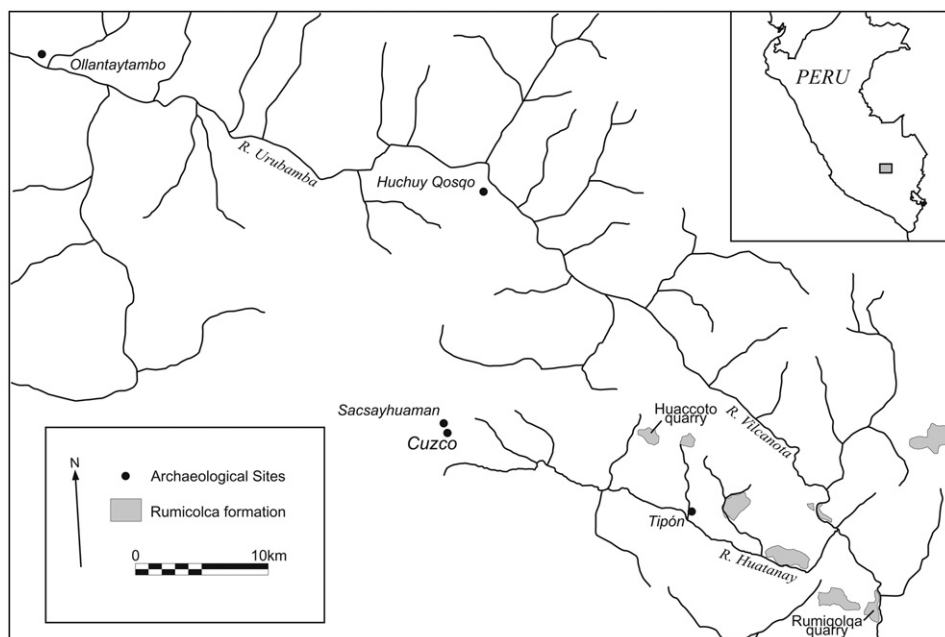 Ollantaytambo
PERU
R. Urubamba
Huchuy Qosqo
Sacsayhuaman
Cuzco
Huaccoto
quarry
R. Vilcanota
N
Archaeological Sites
Rumicolca formation
0 10km
Tipón
R. Huatanay
Rumiqolqa
quarry